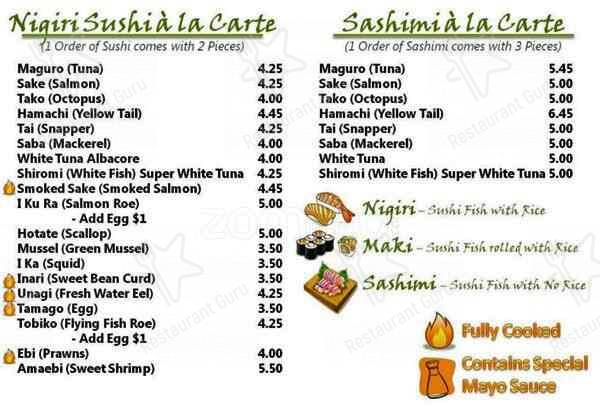 Nigiri Sushi à la Carte
(1 Order of Sushi comes with 2 Pieces)
Maguro (Tuna) 4.25
Sake (Salmon) 4.25
Tako (Octopus) 4.00
Hamachi (Yellow Tail) 4.45
Tai (Snapper) 4.25
Saba (Mackerel) 4.00
White Tuna Albacore 4.00
Shiromi (White Fish) Super White Tuna 4.25
Smoked Sake (Smoked Salmon) 4.45
I Ku Ra (Salmon Roe) 5.00
- Add Egg $1
Hotate (Scallop) 5.00
Mussel (Green Mussel) 3.50
I Ka (Squid) 3.50
Inari (Sweet Bean Curd) 3.50
Unagi (Fresh Water Eel) 4.25
Tamago (Egg) 3.50
Tobiko (Flying Fish Roe) 4.25
- Add Egg $1
Ebi (Prawns) 4.00
Amaebi (Sweet Shrimp) 5.50
Sashimi à la Carte
(1 Order of Sashimi comes with 3 Pieces)
Maguro (Tuna) 5.45
Sake (Salmon) 5.00
Tako (Octopus) 5.00
Hamachi (Yellow Tail) 6.45
Tai (Snapper) 5.00
Saba (Mackerel) 5.00
White Tuna 5.00
Shiromi (White Fish) Super White Tuna 5.00
Nigiri – Sushi Fish with Rice
Maki – Sushi Fish rolled with Rice
Sashimi – Sushi Fish with No Rice
Fully Cooked
Contains Special
Mayo Sauce
Restaurant Guru
Restaurant Guru
Restaurant Guru
Restaurant Guru